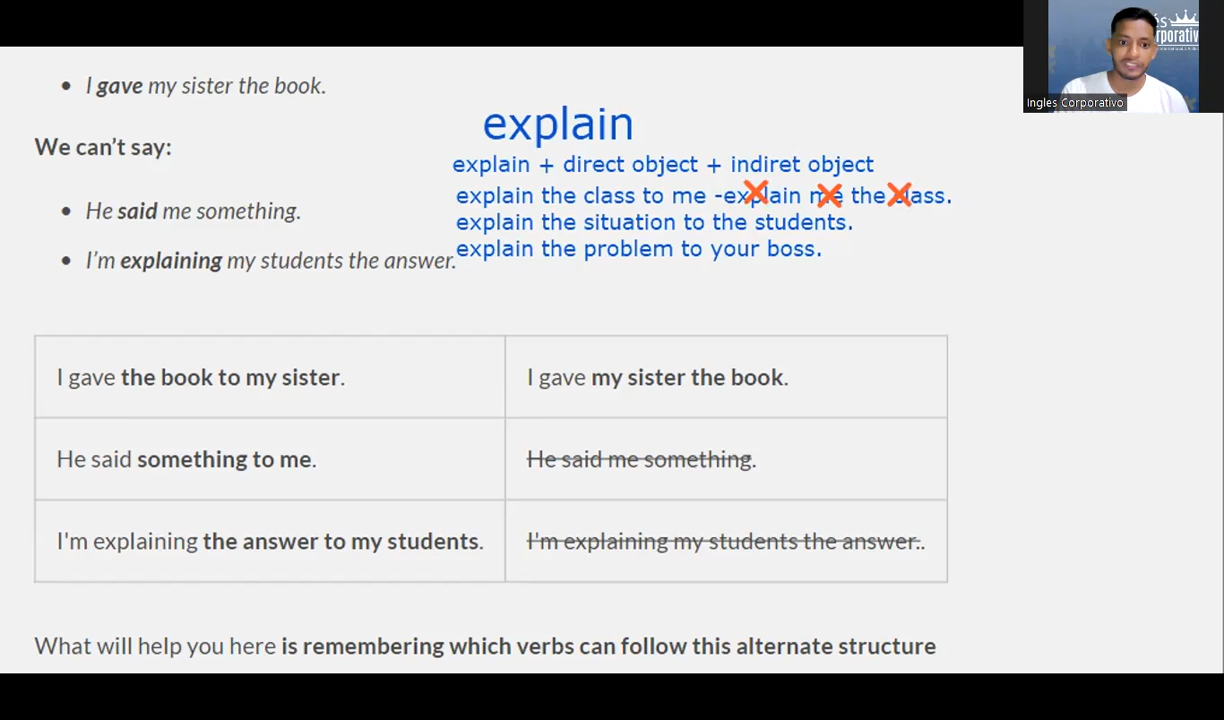 és
orporativ
Ingles Corporativo
• I gave my sister the book.
explain
We can't say:
explain + direct object + indiret object
explain the class to me -explain me the class.
• He said me something.
explain the situation to the students.
explain the problem to your boss.
• I'm explaining my students the answer.
I gave the book to my sister.
I gave my sister the book.
He said something to me.
He said me something.
I'm explaining the answer to my students.
I'm explaining my students the answer..
What will help you here is remembering which verbs can follow this alternate structure